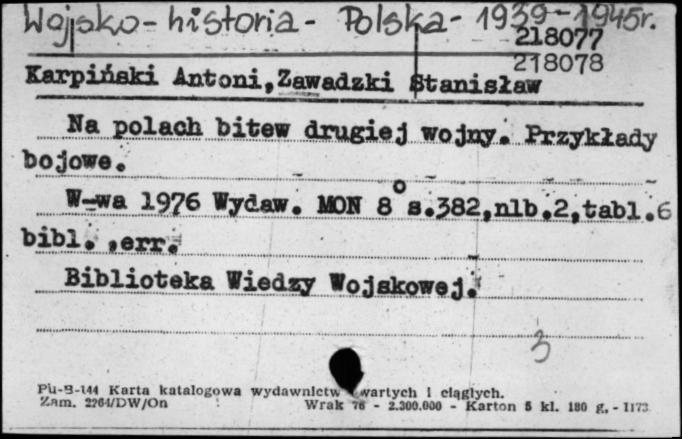 Wojsko - historia - Polska - 1939-1945r.
218077
218078
Karpiński Antoni,Zawadzki Stanisław
Na polach bitew drugiej wojny. Przykłady
bojowe.
W-wa 1976 Wydaw. MON 8° s.382,nlb.2,tabl.6
bibl. ,err.
Biblioteka Wiedzy Wojskowej.
3
Pu-B-144 Karta katalogowa wydawnictw zwartych i ciągłych.
Zam. 2264/DW/On Wrak 76 - 2.300.000 - Karton 5 kl. 180 g. - 1173